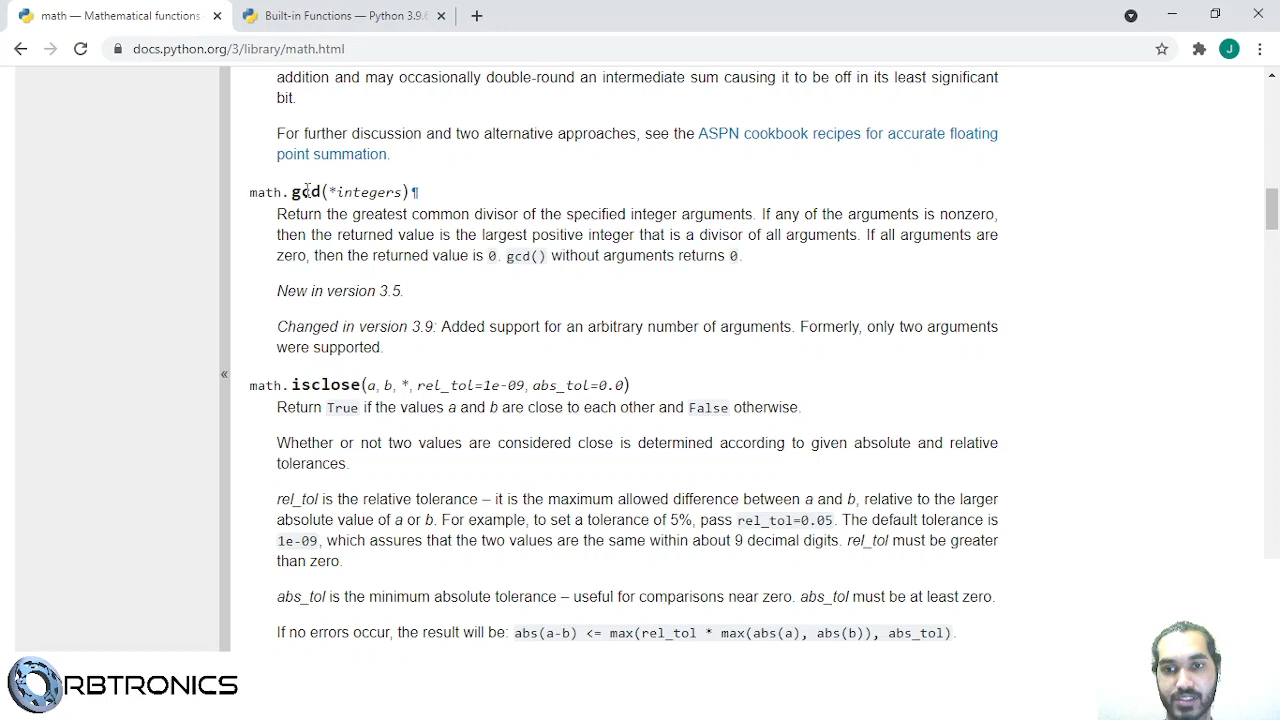 math — Mathematical functions
Built-in Functions — Python 3.9.6
docs.python.org/3/library/math.html
J
addition and may occasionally double-round an intermediate sum causing it to be off in its least significant
bit.
For further discussion and two alternative approaches, see the ASPN cookbook recipes for accurate floating
point summation.
math.gcd(*integers)¶
Return the greatest common divisor of the specified integer arguments. If any of the arguments is nonzero,
then the returned value is the largest positive integer that is a divisor of all arguments. If all arguments are
zero, then the returned value is 0. gcd() without arguments returns 0.
New in version 3.5.
Changed in version 3.9: Added support for an arbitrary number of arguments. Formerly, only two arguments
were supported.
math.isclose(a, b, *, rel_tol=1e-09, abs_tol=0.0)
Return True if the values a and b are close to each other and False otherwise.
Whether or not two values are considered close is determined according to given absolute and relative
tolerances.
rel_tol is the relative tolerance – it is the maximum allowed difference between a and b, relative to the larger
absolute value of a or b. For example, to set a tolerance of 5%, pass rel_tol=0.05. The default tolerance is
1e-09, which assures that the two values are the same within about 9 decimal digits. rel_tol must be greater
than zero.
abs_tol is the minimum absolute tolerance – useful for comparisons near zero. abs_tol must be at least zero.
If no errors occur, the result will be: abs(a-b) <= max(rel_tol * max(abs(a), abs(b)), abs_tol).
«
ORBTRONICS